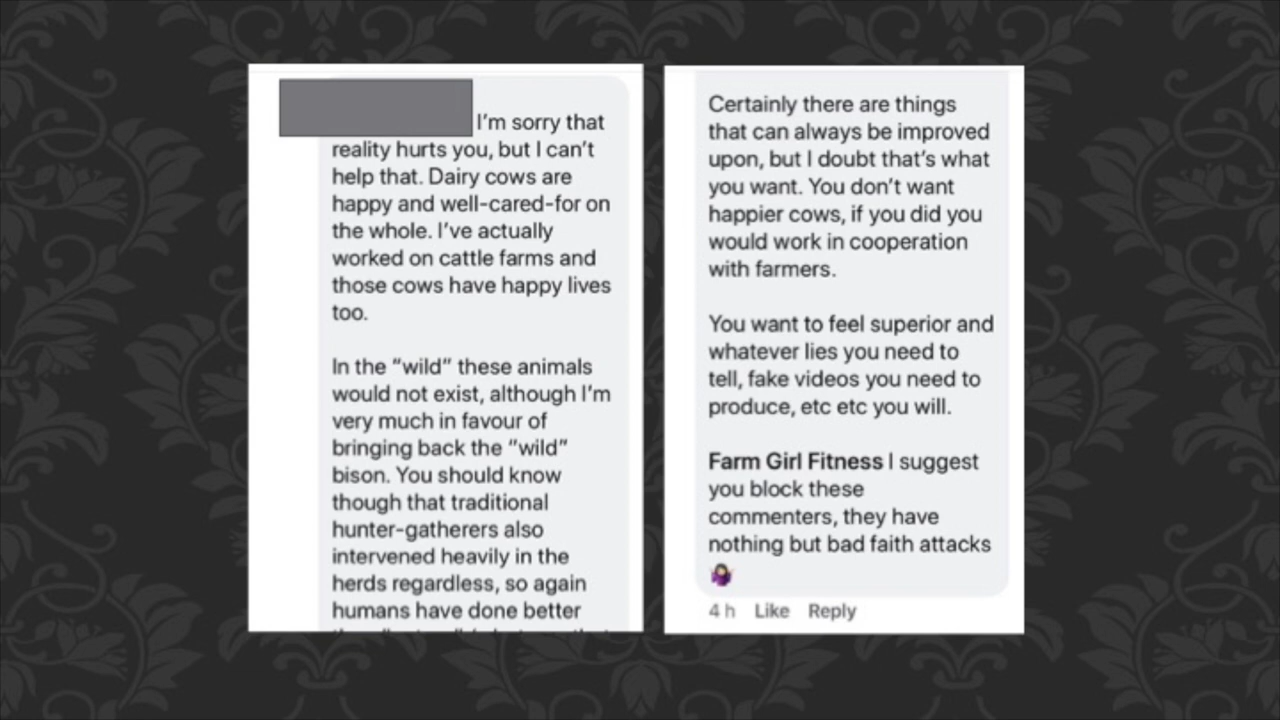 I'm sorry that
reality hurts you, but I can't
help that. Dairy cows are
happy and well-cared-for on
the whole. I've actually
worked on cattle farms and
those cows have happy lives
too.
In the "wild" these animals
would not exist, although I'm
very much in favour of
bringing back the "wild"
bison. You should know
though that traditional
hunter-gatherers also
intervened heavily in the
herds regardless, so again
humans have done better
Certainly there are things
that can always be improved
upon, but I doubt that's what
you want. You don't want
happier cows, if you did you
would work in cooperation
with farmers.
You want to feel superior and
whatever lies you need to
tell, fake videos you need to
produce, etc etc you will.
Farm Girl Fitness I suggest
you block these
commenters, they have
nothing but bad faith attacks
🤷🏻‍♀️
4 h Like Reply